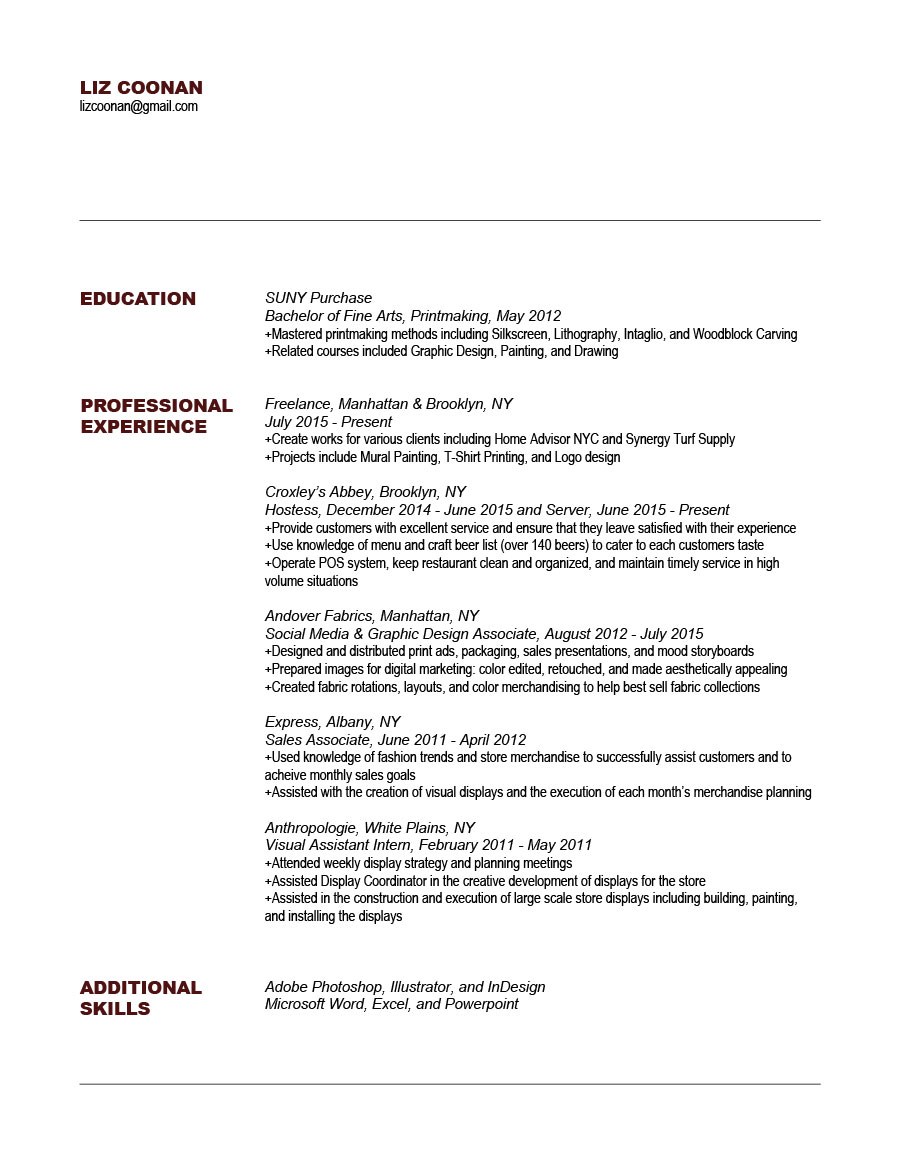 LIZ COONAN
lizcoonan@gmail.com
EDUCATION
SUNY Purchase
Bachelor of Fine Arts, Printmaking, May 2012
+Mastered printmaking methods including Silkscreen, Lithography, Intaglio, and Woodblock Carving
+Related courses included Graphic Design, Painting, and Drawing
PROFESSIONAL
EXPERIENCE
Freelance, Manhattan & Brooklyn, NY
July 2015 - Present
+Create works for various clients including Home Advisor NYC and Synergy Turf Supply
+Projects include Mural Painting, T-Shirt Printing, and Logo design
Croxley’s Abbey, Brooklyn, NY
Hostess, December 2014 - June 2015 and Server, June 2015 - Present
+Provide customers with excellent service and ensure that they leave satisfied with their experience
+Use knowledge of menu and craft beer list (over 140 beers) to cater to each customers taste
+Operate POS system, keep restaurant clean and organized, and maintain timely service in high
volume situations
Andover Fabrics, Manhattan, NY
Social Media & Graphic Design Associate, August 2012 - July 2015
+Designed and distributed print ads, packaging, sales presentations, and mood storyboards
+Prepared images for digital marketing: color edited, retouched, and made aesthetically appealing
+Created fabric rotations, layouts, and color merchandising to help best sell fabric collections
Express, Albany, NY
Sales Associate, June 2011 - April 2012
+Used knowledge of fashion trends and store merchandise to successfully assist customers and to
acheive monthly sales goals
+Assisted with the creation of visual displays and the execution of each month’s merchandise planning
Anthropologie, White Plains, NY
Visual Assistant Intern, February 2011 - May 2011
+Attended weekly display strategy and planning meetings
+Assisted Display Coordinator in the creative development of displays for the store
+Assisted in the construction and execution of large scale store displays including building, painting,
and installing the displays
ADDITIONAL
SKILLS
Adobe Photoshop, Illustrator, and InDesign
Microsoft Word, Excel, and Powerpoint